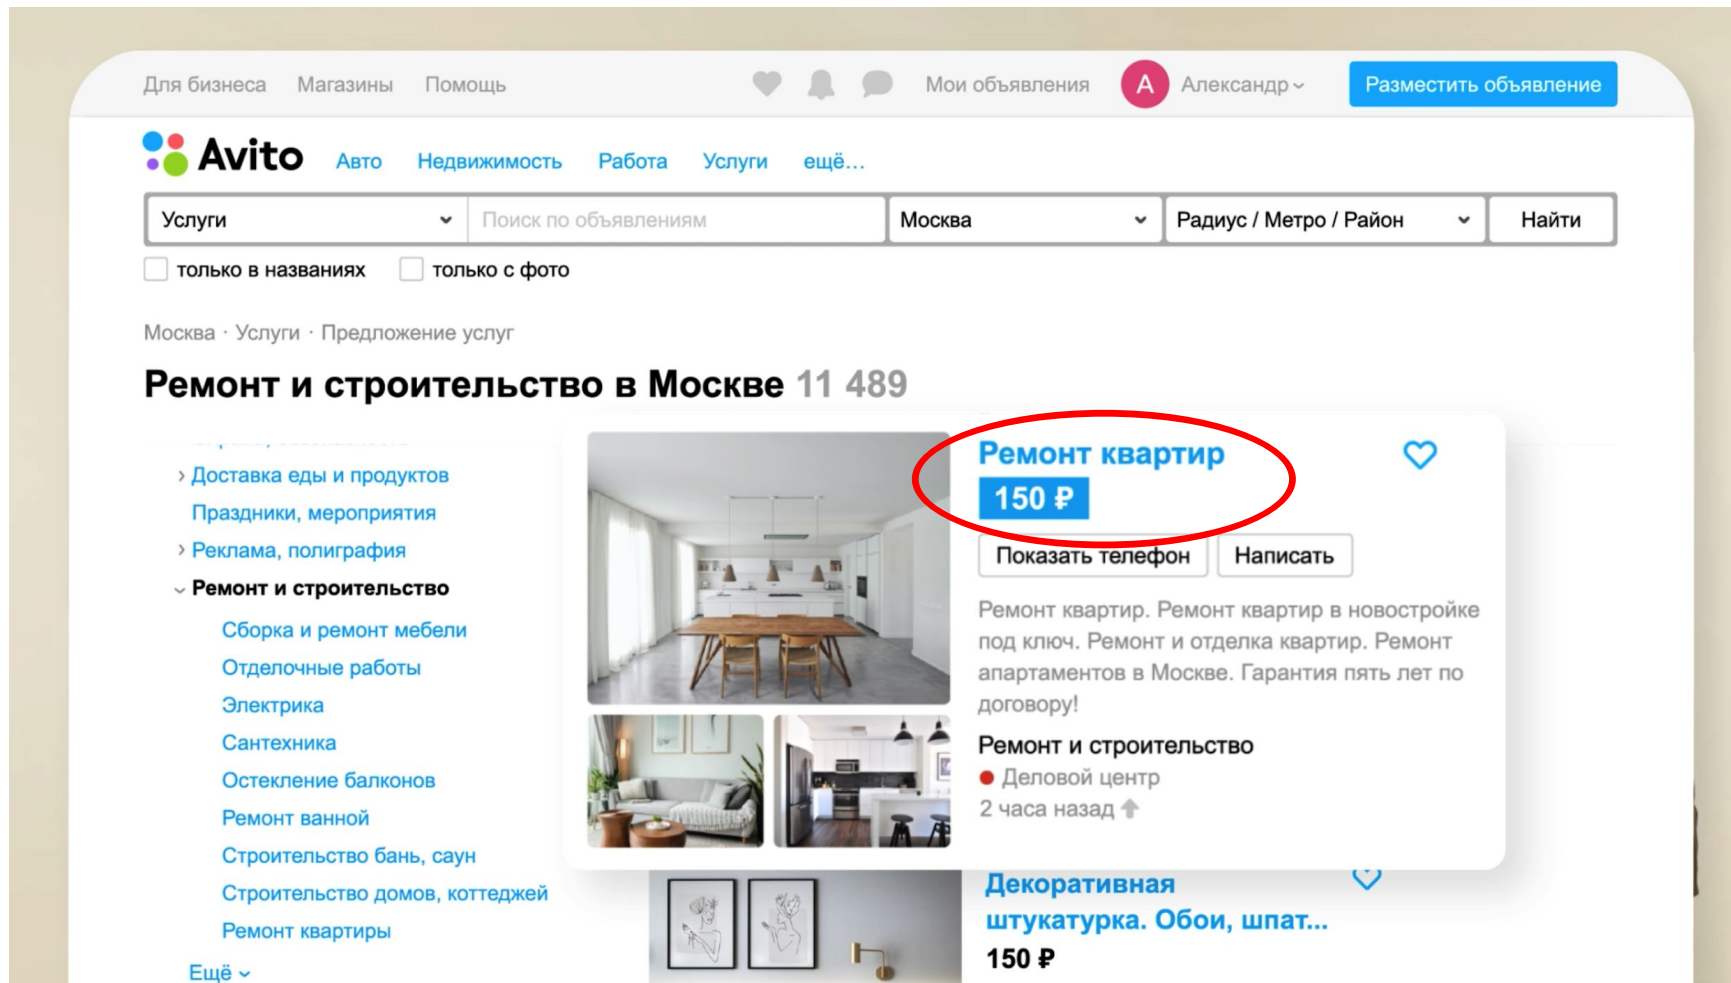 Для бизнеса Магазины Помощь Мои объявления А Александр Разместить объявление
Avito Авто Недвижимость Работа Услуги ещё...
Услуги Поиск по объявлениям Москва Радиус / Метро / Район Найти
только в названиях только с фото
Москва · Услуги · Предложение услуг
Ремонт и строительство в Москве 11 489
Доставка еды и продуктов
Праздники, мероприятия
Реклама, полиграфия
Ремонт и строительство
Сборка и ремонт мебели
Отделочные работы
Электрика
Сантехника
Остекление балконов
Ремонт ванной
Строительство бань, саун
Строительство домов, коттеджей
Ремонт квартиры
Ещё
Ремонт квартир
150 ₽
Показать телефон Написать
Ремонт квартир. Ремонт квартир в новостройке
под ключ. Ремонт и отделка квартир. Ремонт
апартаментов в Москве. Гарантия пять лет по
договору!
Ремонт и строительство
Деловой центр
2 часа назад
Декоративная
штукатурка. Обои, шпат...
150 ₽